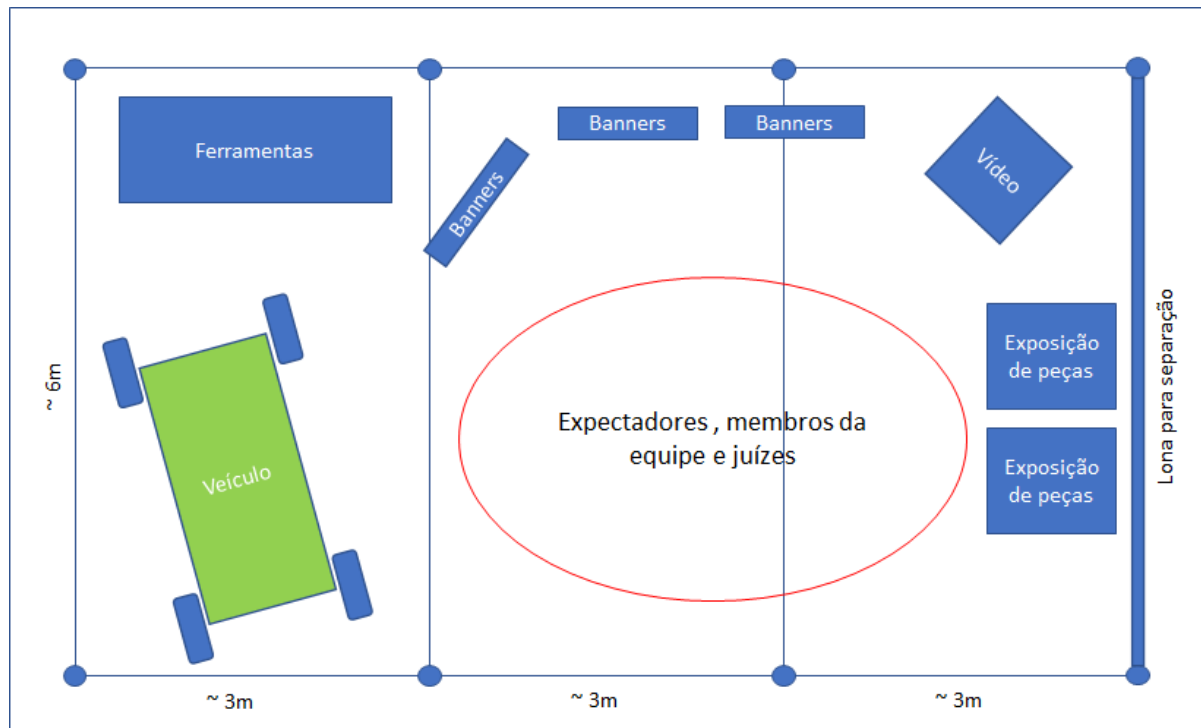 Ferramentas
Banners
Banners
Banners
Vídeo
~ 6m
Veículo
Expectadores , membros da
equipe e juízes
Exposição
de peças
Exposição
de peças
Lona para separação
~ 3m
~ 3m
~ 3m